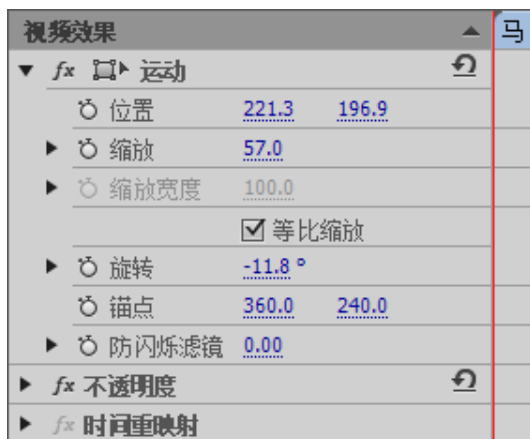 视频效果 马
fx 运动
位置 221.3 196.9
缩放 57.0
缩放宽度 100.0
等比缩放
旋转 -11.8 °
锚点 360.0 240.0
防闪烁滤镜 0.00
fx 不透明度
fx 时间重映射